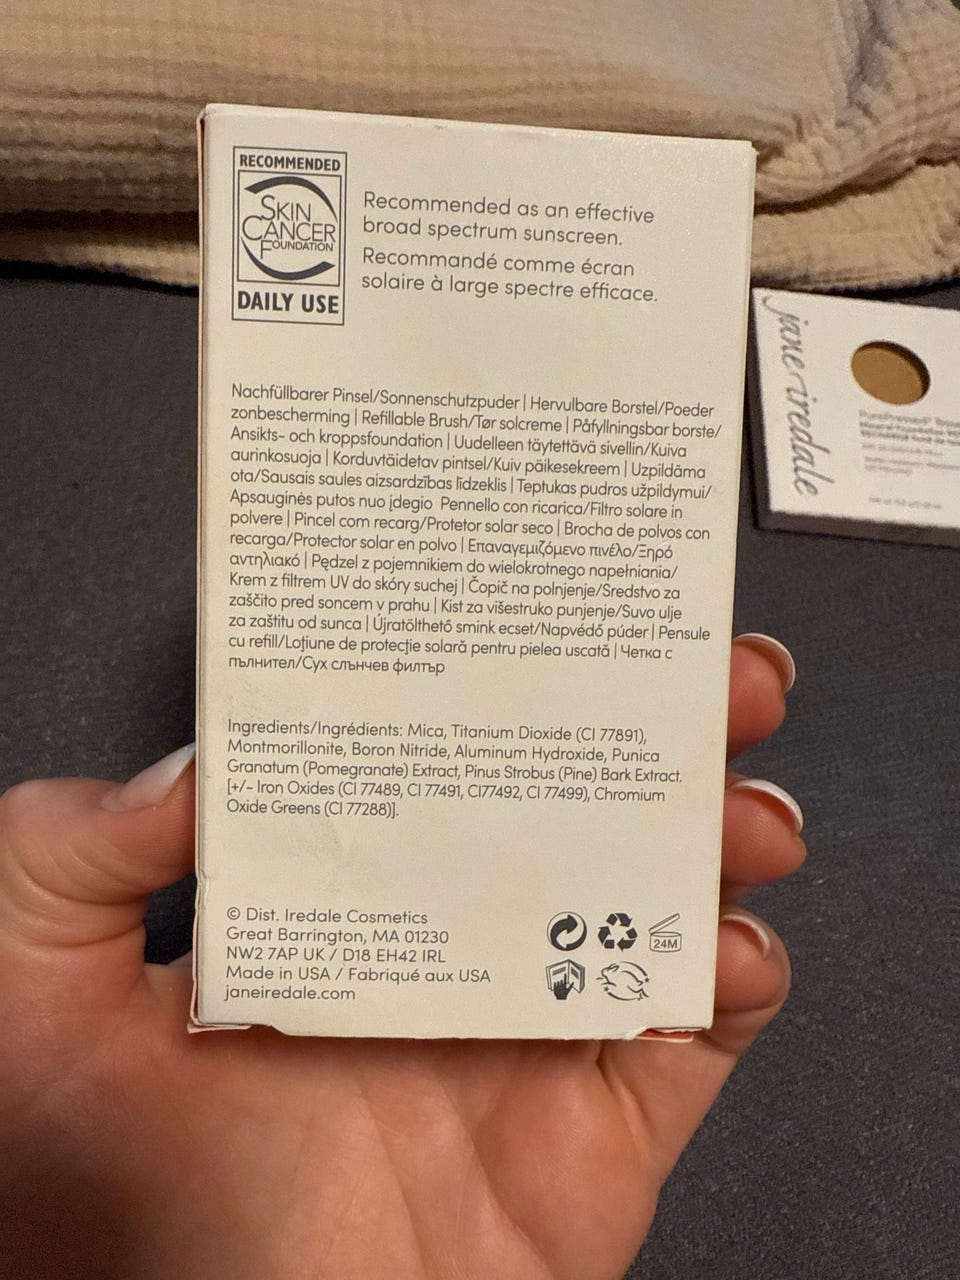 RECOMMENDED
SKIN
CANCER
FOUNDATION
DAILY USE
Recommended as an effective
broad spectrum sunscreen.
Recommandé comme écran
solaire à large spectre efficace.
Nachfüllbarer Pinsel/Sonnenschutzpuder | Hervulbare Borstel/Poeder
zonbescherming | Refillable Brush/Tør solcreme | Påfyllningsbar borste/
Ansikts- och kroppsfoundation | Uudelleen täytettävä sivellin/Kuiva
aurinkosuoja | Korduvtäidetav pintsel/Kuiv päikesekreem | Uzpildāma
ota/Sausais saules aizsardzības līdzeklis | Teptukas pudros užpildymui/
Apsauginės putos nuo įdegio Pennello con ricarica/Filtro solare in
polvere | Pincel com recarg/Protetor solar seco | Brocha de polvos con
recarga/Protector solar en polvo | Επαναγεμιζόμενο πινέλο/Ξηρό
αντηλιακό | Pędzel z pojemnikiem do wielokrotnego napełniania/
Krem z filtrem UV do skóry suchej | Čopič na polnjenje/Sredstvo za
zaščito pred soncem v prahu | Kist za višestruko punjenje/Suvo ulje
za zaštitu od sunca | Újratölthető smink ecset/Napvédő púder | Pensule
cu refill/Loțiune de protecție solară pentru pielea uscată | Четка с
пълнител/Сух слънчев филтър
Ingredients/Ingrédients: Mica, Titanium Dioxide (CI 77891),
Montmorillonite, Boron Nitride, Aluminum Hydroxide, Punica
Granatum (Pomegranate) Extract, Pinus Strobus (Pine) Bark Extract.
[+/- Iron Oxides (CI 77489, CI 77491, CI77492, CI 77499), Chromium
Oxide Greens (CI 77288)].
© Dist. Iredale Cosmetics
Great Barrington, MA 01230
NW2 7AP UK / D18 EH42 IRL
Made in USA / Fabriqué aux USA
janeiredale.com
24M
jane iredale
PurePressed®